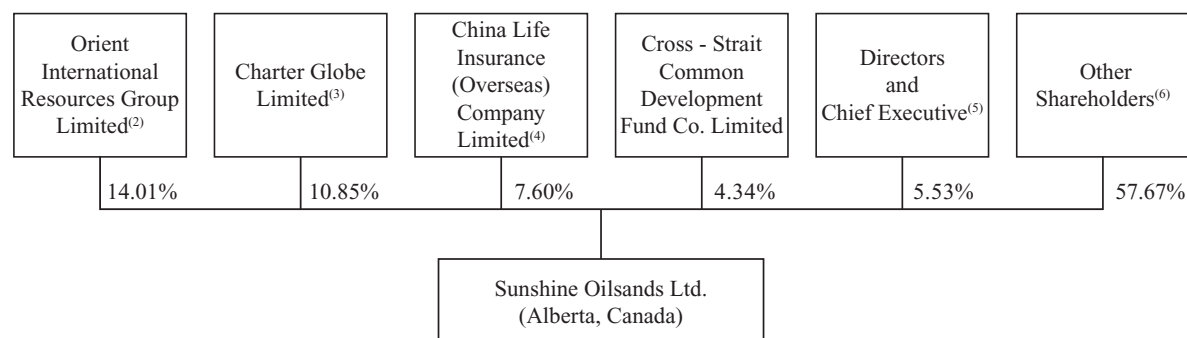 Orient
International
Resources Group
Limited(2)
Charter Globe
Limited(3)
China Life
Insurance
(Overseas)
Company
Limited(4)
Cross - Strait
Common
Development
Fund Co. Limited
Directors
and
Chief Executive(5)
Other
Shareholders(6)
14.01%
10.85%
7.60%
4.34%
5.53%
57.67%
Sunshine Oilsands Ltd.
(Alberta, Canada)